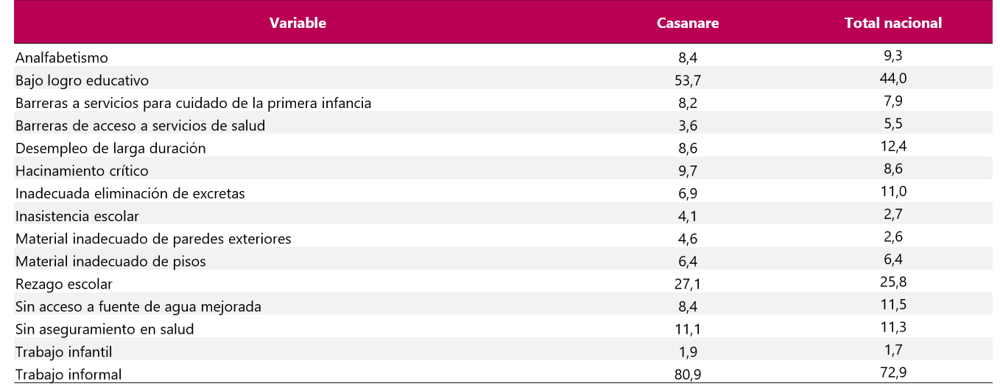 Variable Casanare Total nacional
Analfabetismo 8,4 9,3
Bajo logro educativo 53,7 44,0
Barreras a servicios para cuidado de la primera infancia 8,2 7,9
Barreras de acceso a servicios de salud 3,6 5,5
Desempleo de larga duración 8,6 12,4
Hacinamiento crítico 9,7 8,6
Inadecuada eliminación de excretas 6,9 11,0
Inasistencia escolar 4,1 2,7
Material inadecuado de paredes exteriores 4,6 2,6
Material inadecuado de pisos 6,4 6,4
Rezago escolar 27,1 25,8
Sin acceso a fuente de agua mejorada 8,4 11,5
Sin aseguramiento en salud 11,1 11,3
Trabajo infantil 1,9 1,7
Trabajo informal 80,9 72,9